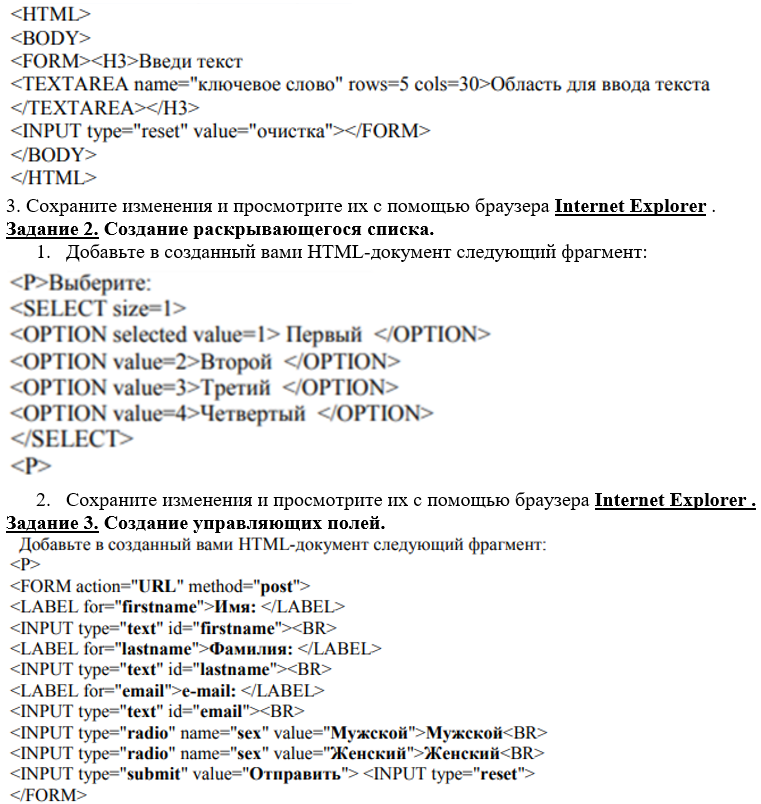 <HTML>
<BODY>
<FORM><H3>Введи текст
<TEXTAREA name="ключевое слово" rows=5 cols=30>Область для ввода текста
</TEXTAREA></H3>
<INPUT type="reset" value="очистка"></FORM>
</BODY>
</HTML>
3. Сохраните изменения и просмотрите их с помощью браузера Internet Explorer .
Задание 2. Создание раскрывающегося списка.
1. Добавьте в созданный вами HTML-документ следующий фрагмент:
<P>Выберите:
<SELECT size=1>
<OPTION selected value=1> Первый </OPTION>
<OPTION value=2>Второй </OPTION>
<OPTION value=3>Третий </OPTION>
<OPTION value=4>Четвертый </OPTION>
</SELECT>
<P>
2. Сохраните изменения и просмотрите их с помощью браузера Internet Explorer .
Задание 3. Создание управляющих полей.
Добавьте в созданный вами HTML-документ следующий фрагмент:
<P>
<FORM action="URL" method="post">
<LABEL for="firstname">Имя: </LABEL>
<INPUT type="text" id="firstname"><BR>
<LABEL for="lastname">Фамилия: </LABEL>
<INPUT type="text" id="lastname"><BR>
<LABEL for="email">e-mail: </LABEL>
<INPUT type="text" id="email"><BR>
<INPUT type="radio" name="sex" value="Мужской">Мужской<BR>
<INPUT type="radio" name="sex" value="Женский">Женский<BR>
<INPUT type="submit" value="Отправить"> <INPUT type="reset">
</FORM>